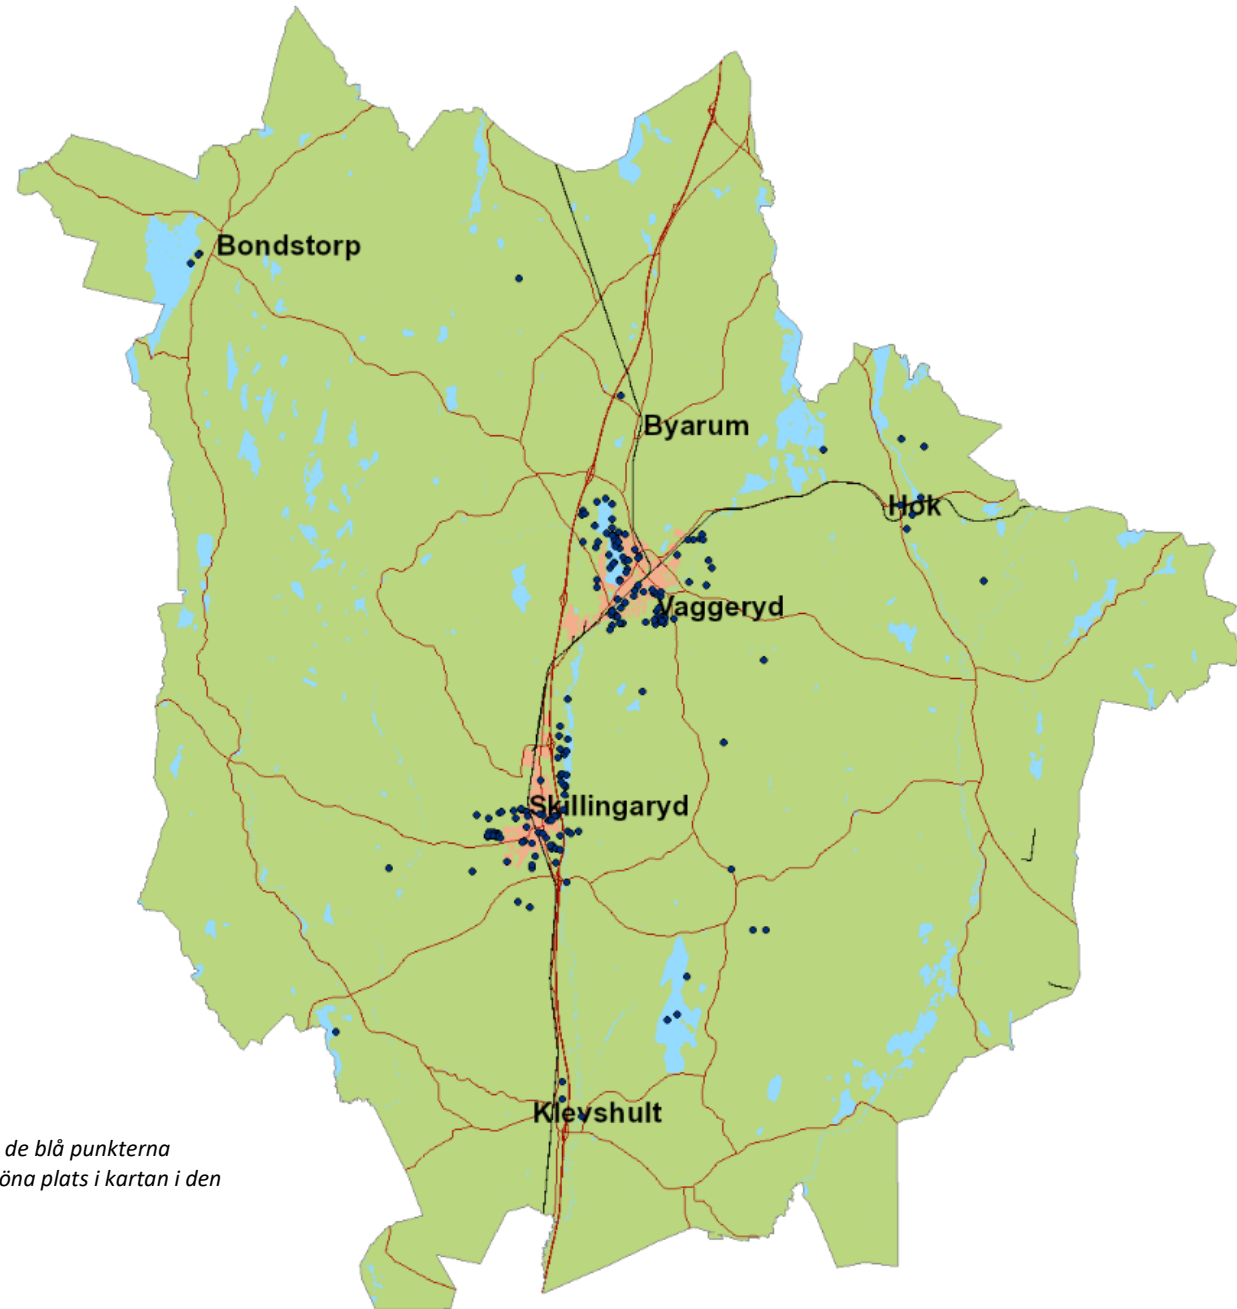 Bondstorp
Byarum
Hok
Vaggeryd
Skillingaryd
Klevshult
de blå punkterna
öna plats i kartan i den